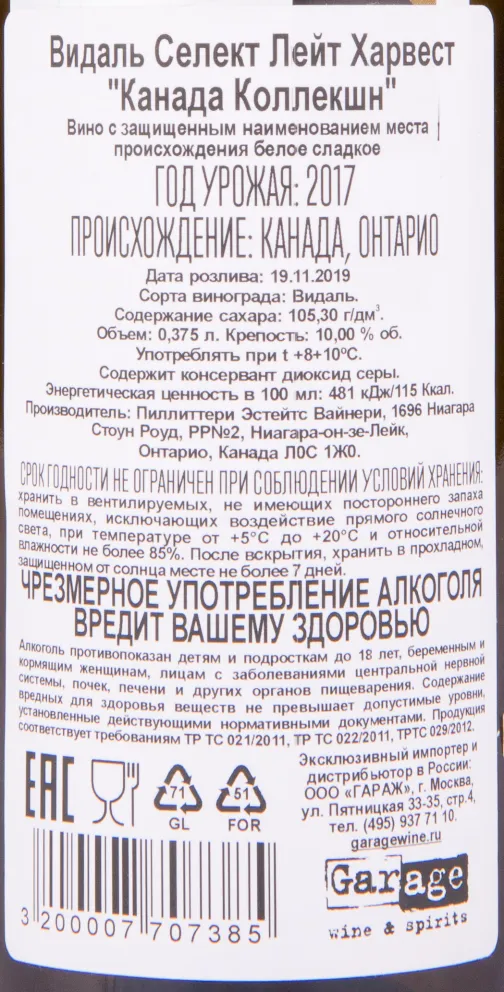 Видаль Селект Лейт Харвест
"Канада Коллекшн"
Вино с защищенным наименованием места
происхождения белое сладкое
ГОД УРОЖАЯ: 2017
ПРОИСХОЖДЕНИЕ: КАНАДА, ОНТАРИО
Дата розлива: 19.11.2019
Сорта винограда: Видаль.
Содержание сахара: 105,30 г/дм³.
Объем: 0,375 л. Крепость: 10,00 % об.
Употреблять при t +8+10ºС.
Содержит консервант диоксид серы.
Энергетическая ценность в 100 мл: 481 кДж/115 Ккал.
Производитель: Пиллиттери Эстейтс Вайнери, 1696 Ниагара
Стоун Роуд, РР№2, Ниагара-он-зе-Лейк,
Онтарио, Канада Л0С 1Ж0.
СРОК ГОДНОСТИ НЕ ОГРАНИЧЕН ПРИ СОБЛЮДЕНИИ УСЛОВИЙ ХРАНЕНИЯ:
хранить в вентилируемых, не имеющих постороннего запаха
помещениях, исключающих воздействие прямого солнечного
света, при температуре от +5°С до +20°С и относительной
влажности не более 85%. После вскрытия, хранить в прохладном,
защищенном от солнца месте не более 7 дней.
ЧРЕЗМЕРНОЕ УПОТРЕБЛЕНИЕ АЛКОГОЛЯ
ВРЕДИТ ВАШЕМУ ЗДОРОВЬЮ
Алкоголь противопоказан детям и подросткам до 18 лет, беременным и
кормящим женщинам, лицам с заболеваниями центральной нервной
системы, почек, печени и других органов пищеварения. Содержание
вредных для здоровья веществ не превышает допустимые уровни,
установленные действующими нормативными документами. Продукция
соответствует требованиям ТР ТС 021/2011, ТР ТС 022/2011, ТРТС 029/2012.
Эксклюзивный импортер и
дистрибьютор в России:
ООО «ГАРАЖ», г. Москва,
ул. Пятницкая 33-35, стр.4,
тел. (495) 937 71 10.
garagewine.ru
EAC
71
GL
51
FOR
Garage
wine & spirits
3 200007 707385